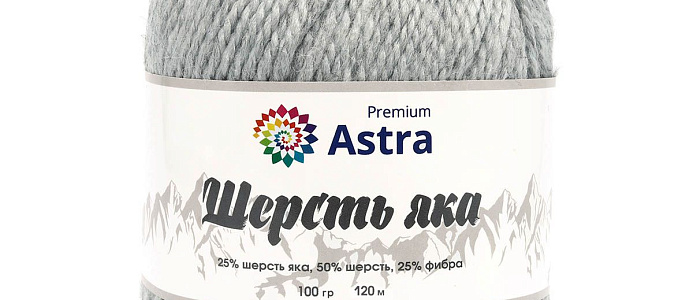 Premium
Astra
Шерсть яка
25% шерсть яка, 50% шерсть, 25% фибра
100 гр 120 м